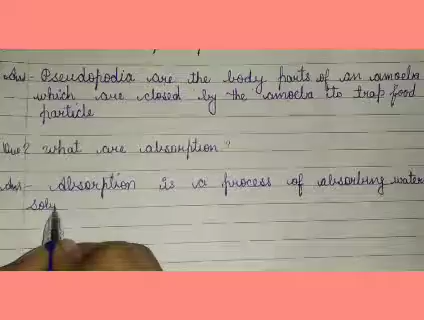 Ans - Pseudopodia are the body parts of an amoeba
which are closed by the amoeba to trap food
particle
Que? what are absorption?
Ans - Absorption is a process of absorbing water